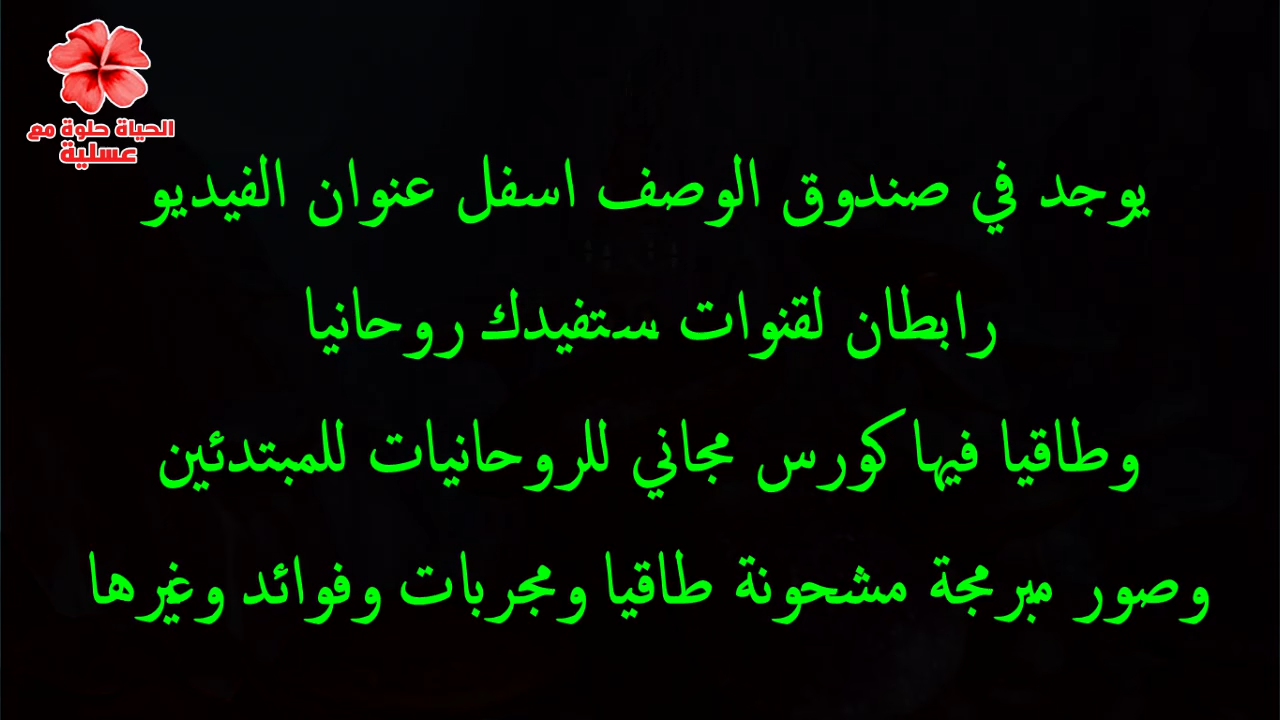 الحياة حلوة مع
عسلية
يوجد في صندوق الوصف اسفل عنوان الفيديو
رابطان لقنوات ستفيدك روحانيا
وطاقيا فيها كورس مجاني للروحانيات للمبتدئين
وصور مبرمجة مشحونة طاقيا ومجربات وفوائد وغيرها